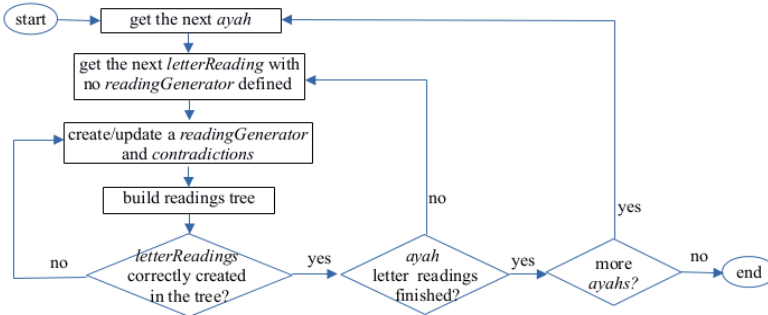 start
get the next ayah
get the next letterReading with
no readingGenerator defined
create/update a readingGenerator
and contradictions
build readings tree
no
letterReadings
correctly created
in the tree?
yes
no
ayah
letter readings
finished?
yes
yes
more
ayahs?
no
end